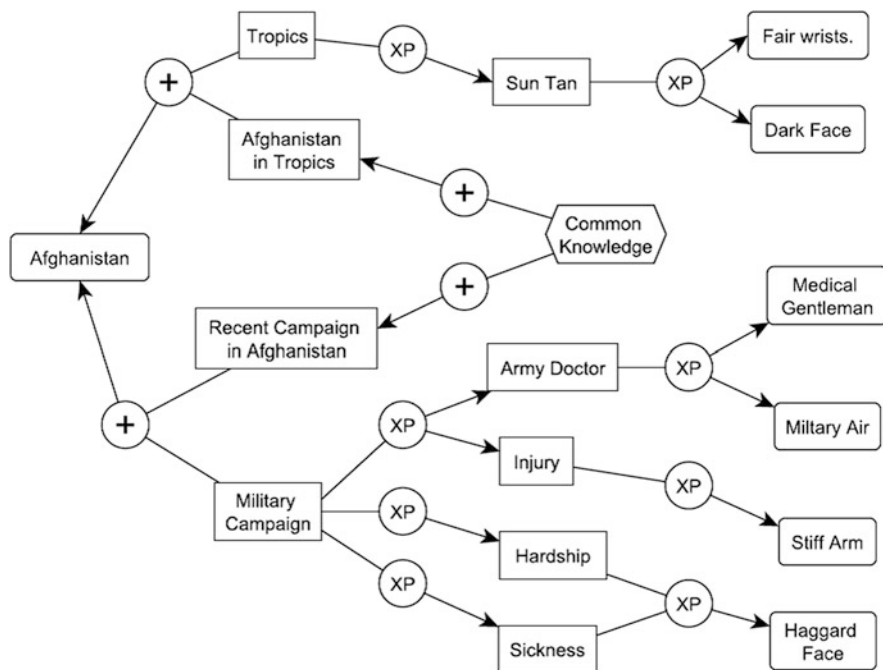 Tropics
XP
Sun Tan
XP
Fair wrists.
Dark Face
+
Afghanistan
in Tropics
+
Common
Knowledge
Afghanistan
+
Recent Campaign
in Afghanistan
+
Military
Campaign
XP
Army Doctor
XP
Medical
Gentleman
Miltary Air
Injury
XP
Stiff Arm
XP
Hardship
XP
Sickness
XP
Haggard
Face